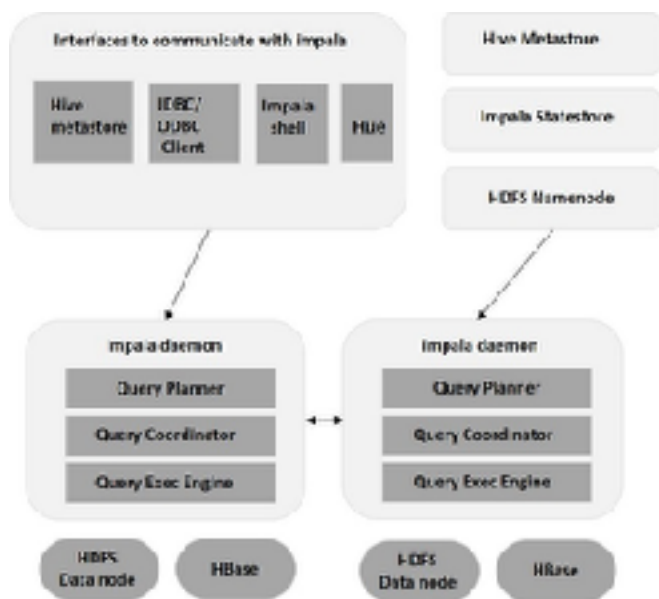 Interfaces to communicate with impala
Hive
metastore
JDBC/
ODBC
Client
Impala
shell
HUE
Hive Metastore
Impala Statestore
HDFS Namenode
Impala daemon
Query Planner
Query Coordinator
Query Exec Engine
Impala daemon
Query Planner
Query Coordinator
Query Exec Engine
HDFS
Data node
HBase
HDFS
Data node
HBase